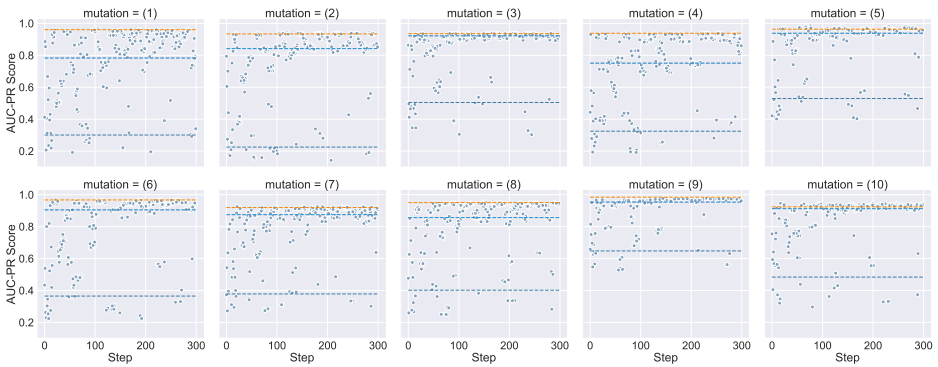 mutation = (1)
mutation = (2)
mutation = (3)
mutation = (4)
mutation = (5)
1.0
0.8
0.6
0.4
0.2
AUC-PR Score
mutation = (6)
mutation = (7)
mutation = (8)
mutation = (9)
mutation = (10)
1.0
0.8
0.6
0.4
0.2
AUC-PR Score
0 100 200 300
0 100 200 300
0 100 200 300
0 100 200 300
0 100 200 300
Step
Step
Step
Step
Step